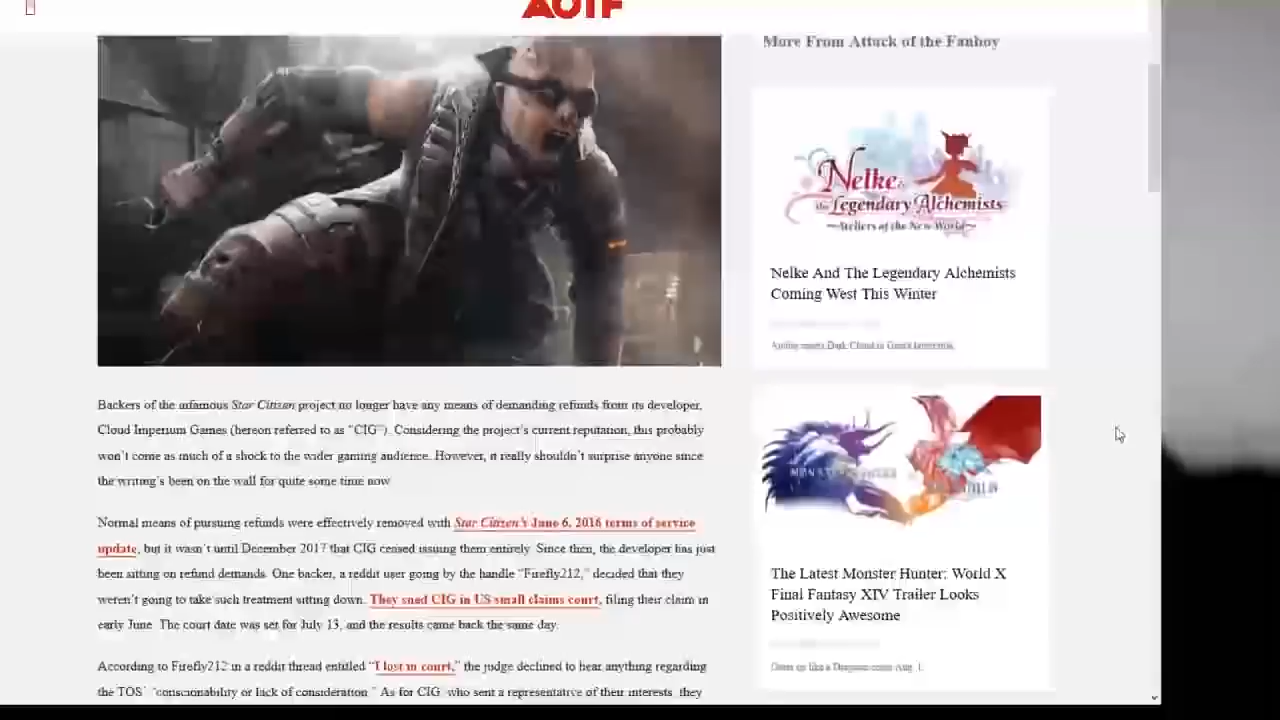 AOTF
More From Attack of the Fanboy
Nelke &
the Legendary Alchemists
~Ateliers of the New World~
Nelke And The Legendary Alchemists
Coming West This Winter
Backers of the infamous Star Citizen project no longer have any means of demanding refunds from its developer,
Cloud Imperium Games (hereon referred to as "CIG"). Considering the project's current reputation, this probably
won't come as much of a shock to the wider gaming audience. However, it really shouldn't surprise anyone since
the writing's been on the wall for quite some time now
Normal means of pursuing refunds were effectively removed with Star Citizen's June 6, 2016 terms of service
update, but it wasn't until December 2017 that CIG ceased issuing them entirely. Since then, the developer has just
been sitting on refund demands. One backer, a reddit user going by the handle "Firefly212," decided that they
weren't going to take such treatment sitting down. They sued CIG in US small claims court, filing their claim in
early June. The court date was set for July 13, and the results came back the same day.
According to Firefly212 in a reddit thread entitled "I lost in court," the judge declined to hear anything regarding
the TOS' "conscionability or lack of consideration." As for CIG, who sent a representative of their interests, they
MONSTER HUNTER
The Latest Monster Hunter: World X
Final Fantasy XIV Trailer Looks
Positively Awesome